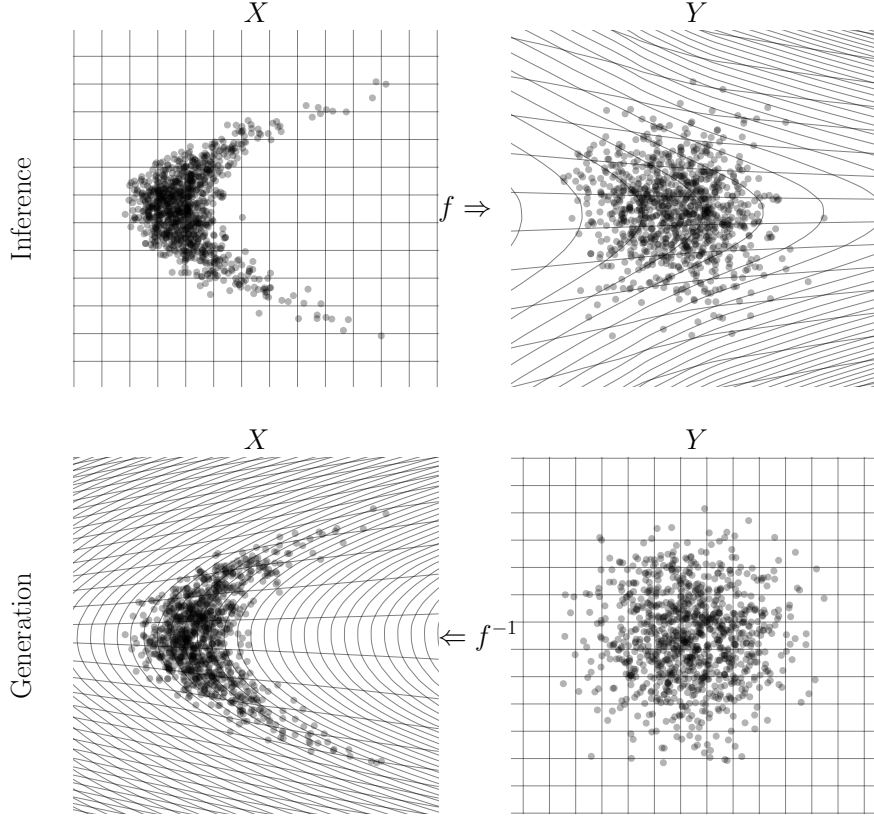 X Y
Inference
f ⇒
X Y
Generation
⇐ f⁻¹